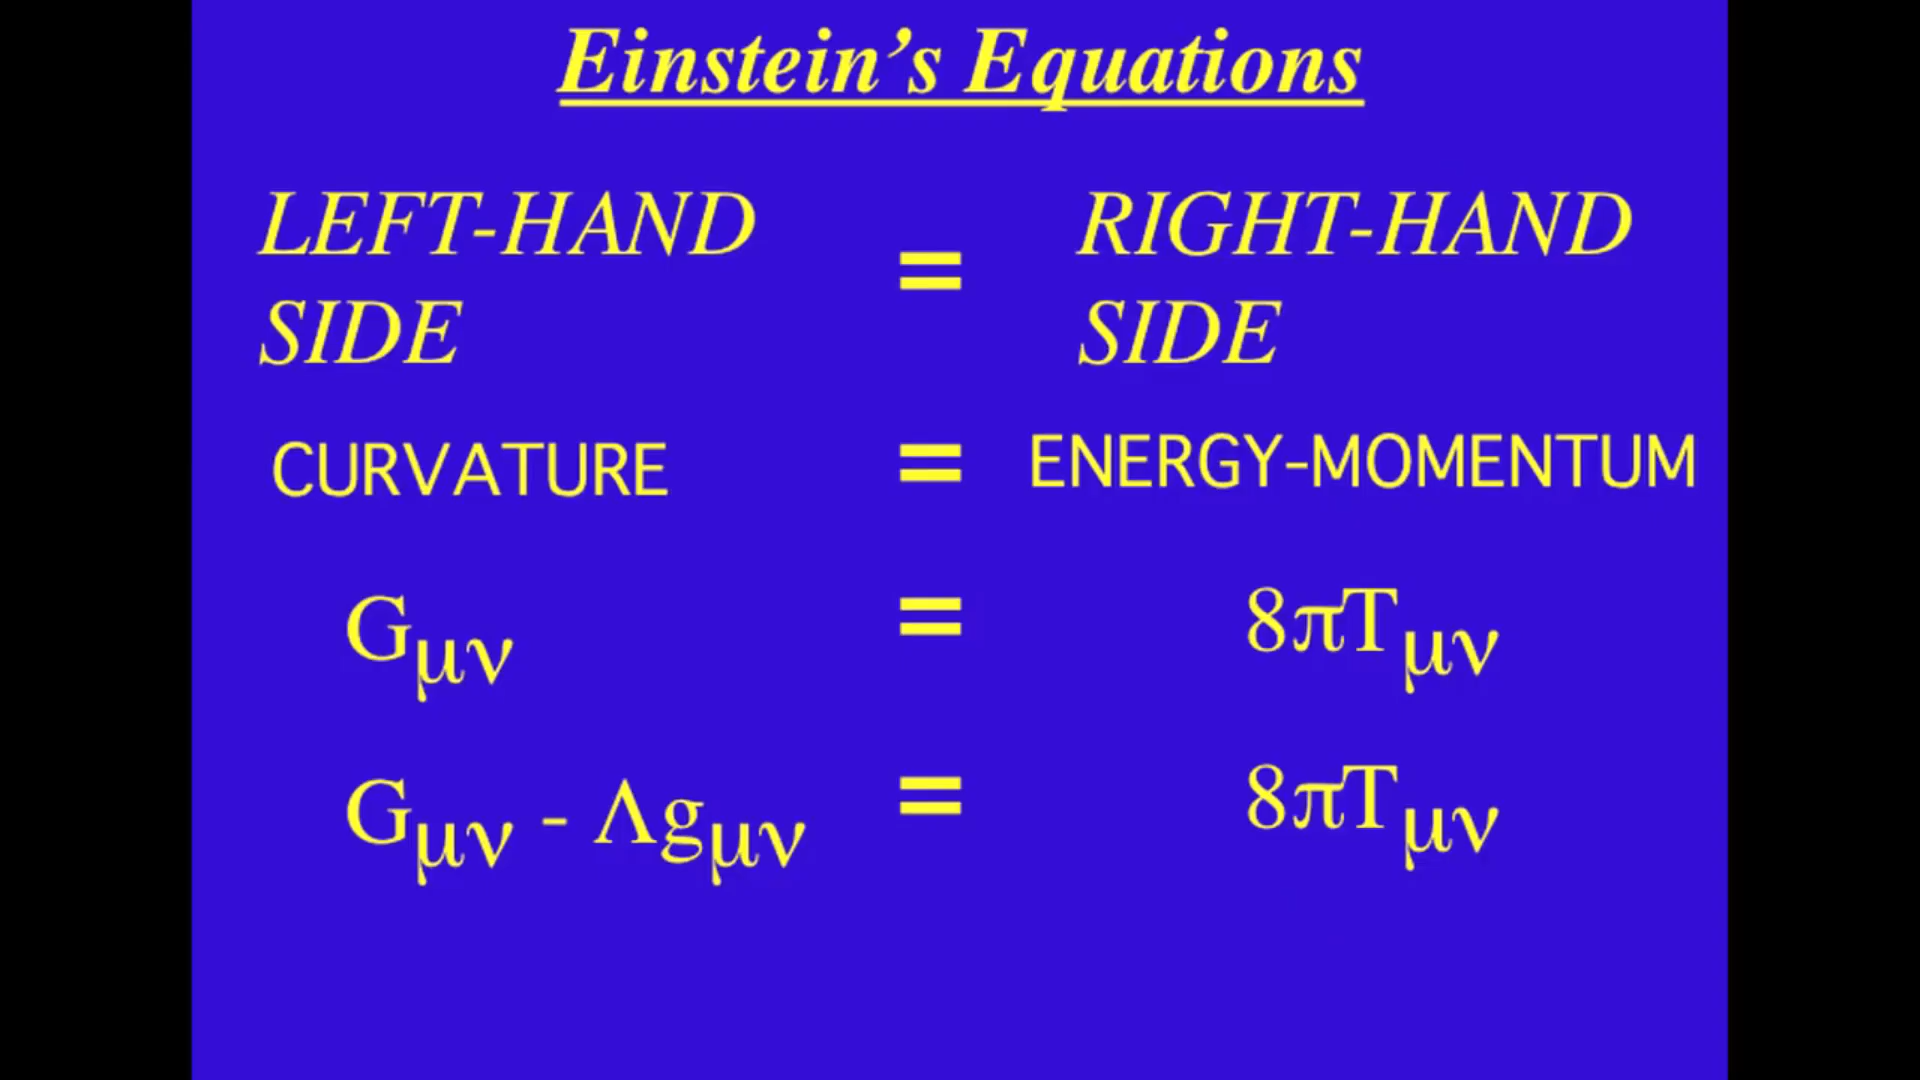 Einstein’s Equations
LEFT-HAND SIDE = RIGHT-HAND SIDE
CURVATURE = ENERGY-MOMENTUM
Gμν = 8πTμν
Gμν - Λgμν = 8πTμν